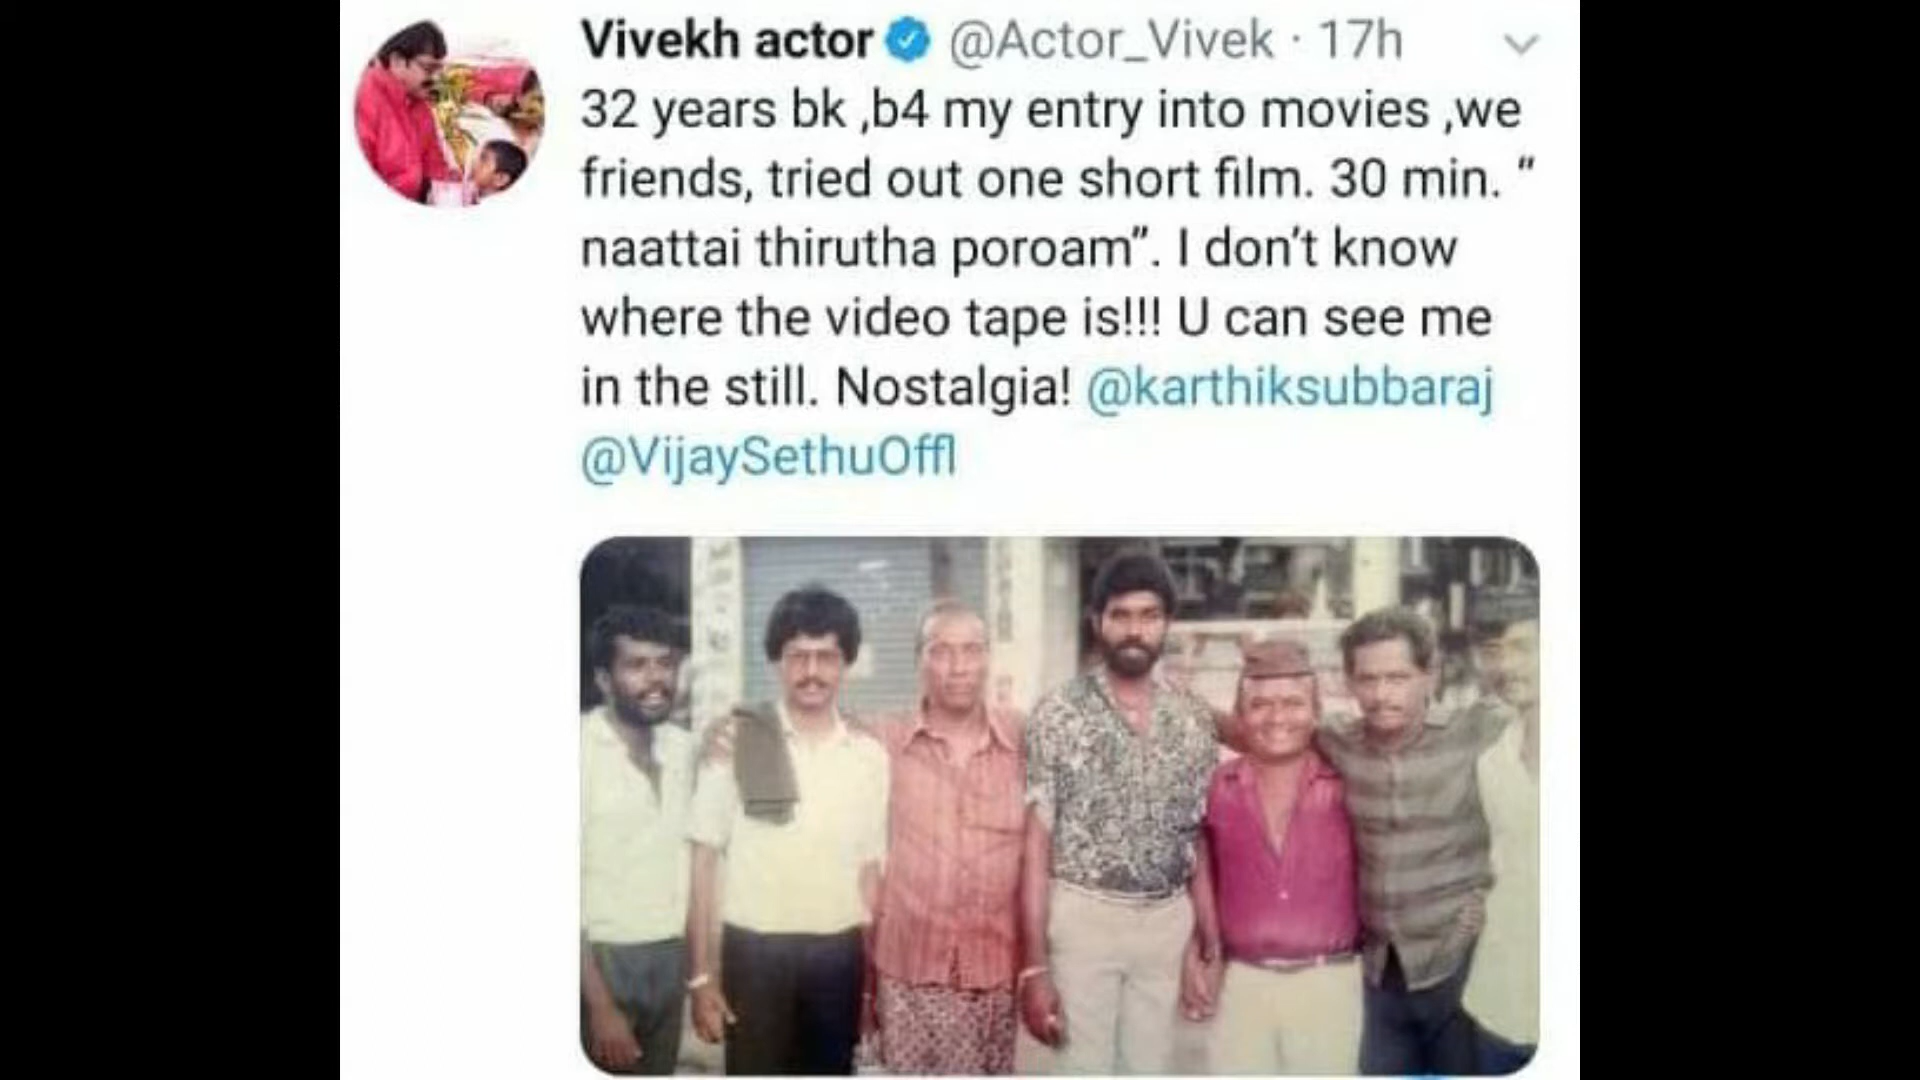 Vivekh actor @Actor_Vivek · 17h
32 years bk ,b4 my entry into movies ,we
friends, tried out one short film. 30 min. “
naattai thirutha poroam”. I don’t know
where the video tape is!!! U can see me
in the still. Nostalgia! @karthiksubbaraj
@VijaySethuOffl